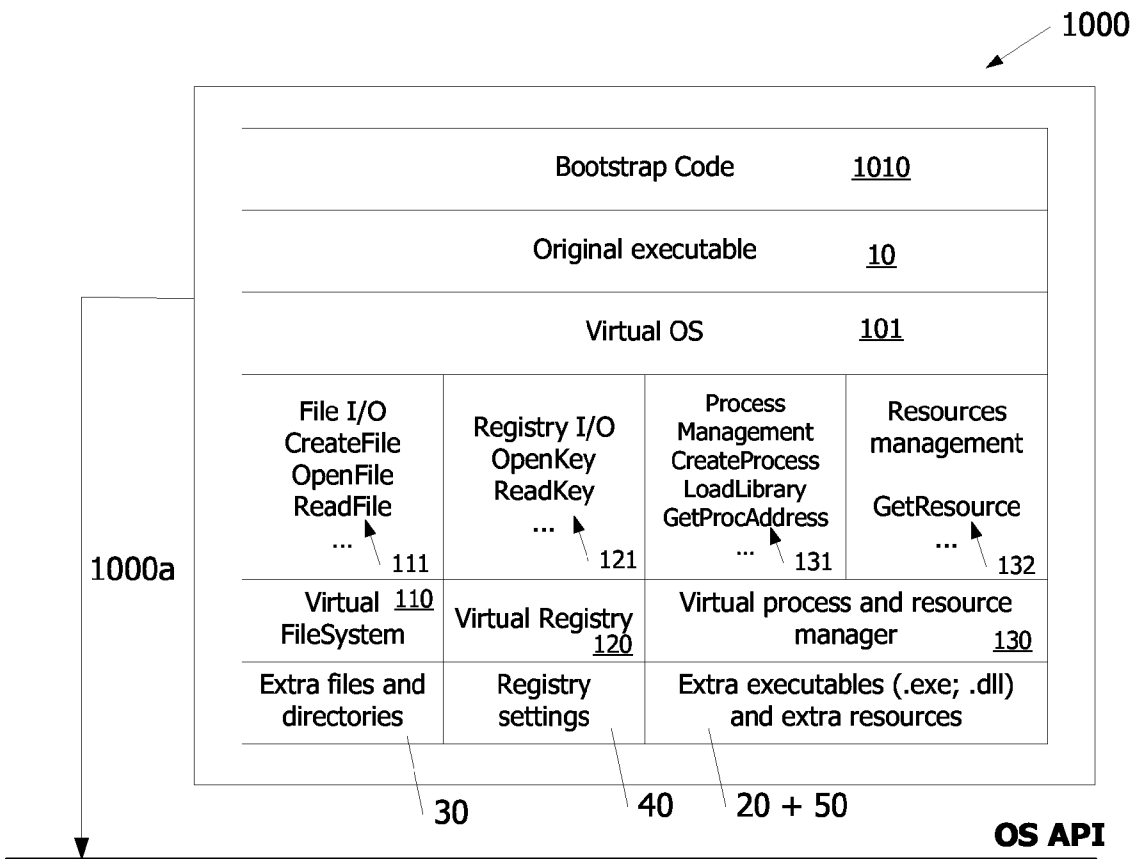 1000
Bootstrap Code 1010
Original executable 10
Virtual OS 101
File I/O
CreateFile
OpenFile
ReadFile
...
111
Registry I/O
OpenKey
ReadKey
...
121
Process
Management
CreateProcess
LoadLibrary
GetProcAddress
...
131
Resources
management
GetResource
...
132
1000a
Virtual 110
FileSystem
Virtual Registry
120
Virtual process and resource
manager 130
Extra files and
directories
Registry
settings
Extra executables (.exe; .dll)
and extra resources
30
40
20 + 50
OS API